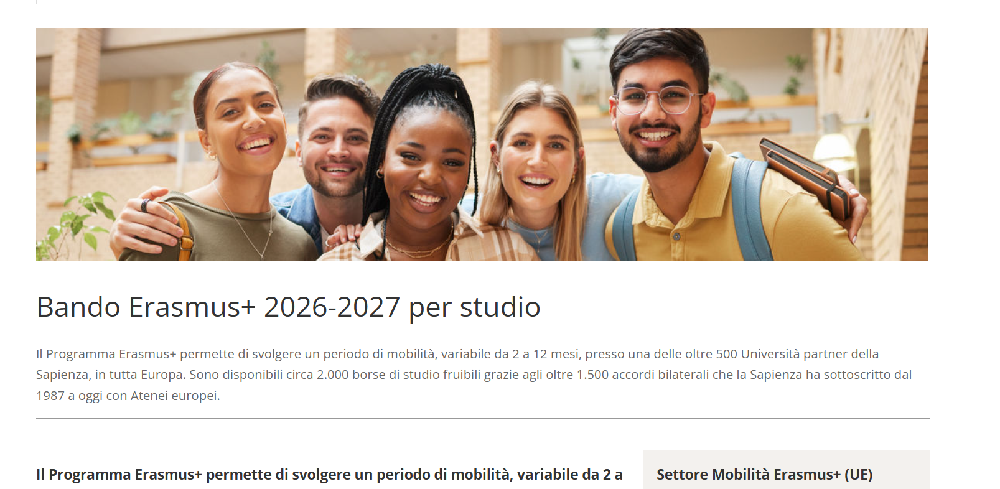 Bando Erasmus+ 2026-2027 per studio
Il Programma Erasmus+ permette di svolgere un periodo di mobilità, variabile da 2 a 12 mesi, presso una delle oltre 500 Università partner della
Sapienza, in tutta Europa. Sono disponibili circa 2.000 borse di studio fruibili grazie agli oltre 1.500 accordi bilaterali che la Sapienza ha sottoscritto dal
1987 a oggi con Atenei europei.
Il Programma Erasmus+ permette di svolgere un periodo di mobilità, variabile da 2 a
Settore Mobilità Erasmus+ (UE)